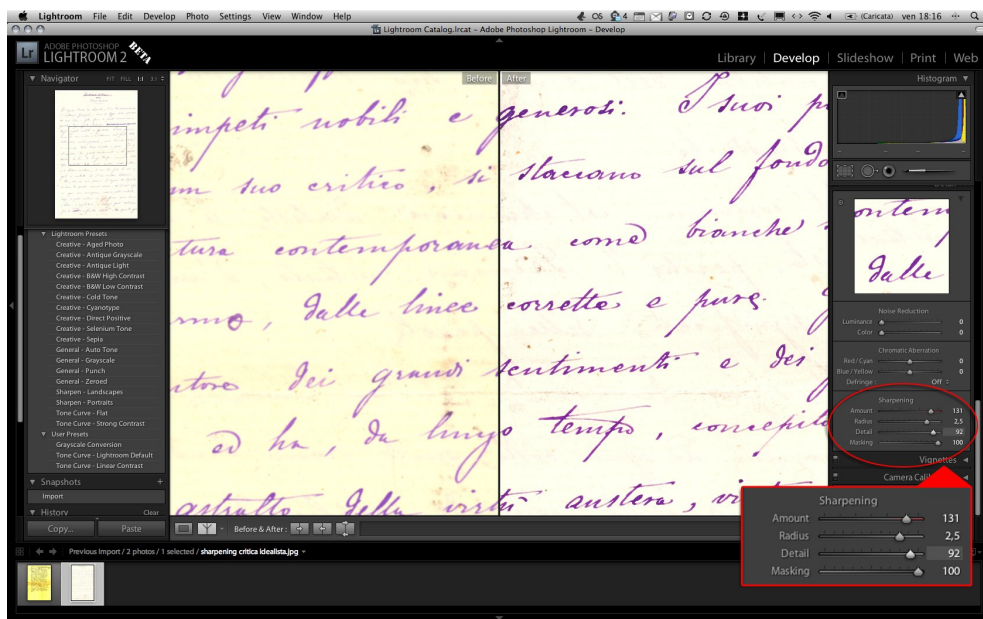 Lightroom File Edit Develop Photo Settings View Window Help
OS 4 (Caricata) ven 18:16
Lightroom Catalog.lrcat - Adobe Photoshop Lightroom - Develop
ADOBE PHOTOSHOP
Lr LIGHTROOM 2 BETA
Library | Develop | Slideshow | Print | Web
Navigator FIT FILL 1:1 3:1
Lightroom Presets
Creative - Aged Photo
Creative - Antique Grayscale
Creative - Antique Light
Creative - B&W High Contrast
Creative - B&W Low Contrast
Creative - Cold Tone
Creative - Cyanotype
Creative - Direct Positive
Creative - Selenium Tone
Creative - Sepia
General - Auto Tone
General - Grayscale
General - Punch
General - Zeroed
Sharpen - Landscapes
Sharpen - Portraits
Tone Curve - Flat
Tone Curve - Strong Contrast
User Presets
Grayscale Conversion
Tone Curve - Lightroom Default
Tone Curve - Linear Contrast
Snapshots +
Import
History Clear
Copy... Paste
Before After
impeti nobili e generosi. I suoi
suo critico, si staccano sul fondo
tura contemporanea come bianche
rmo, dalle linee corrette e pure.
tore dei grandi sentimenti e dei
ed ha, da lungo tempo, concepito
astratto della virtù austera,
Before & After :
Histogram
ontem
dalle
Noise Reduction
Luminance 0
Color 0
Chromatic Aberration
Red / Cyan 0
Blue / Yellow 0
Defringe : Off
Sharpening
Amount 131
Radius 2,5
Detail 92
Masking 100
Vignettes
Camera Cali
Sharpening
Amount 131
Radius 2,5
Detail 92
Masking 100
Previous Import / 2 photos / 1 selected / sharpening critica idealista.jpg